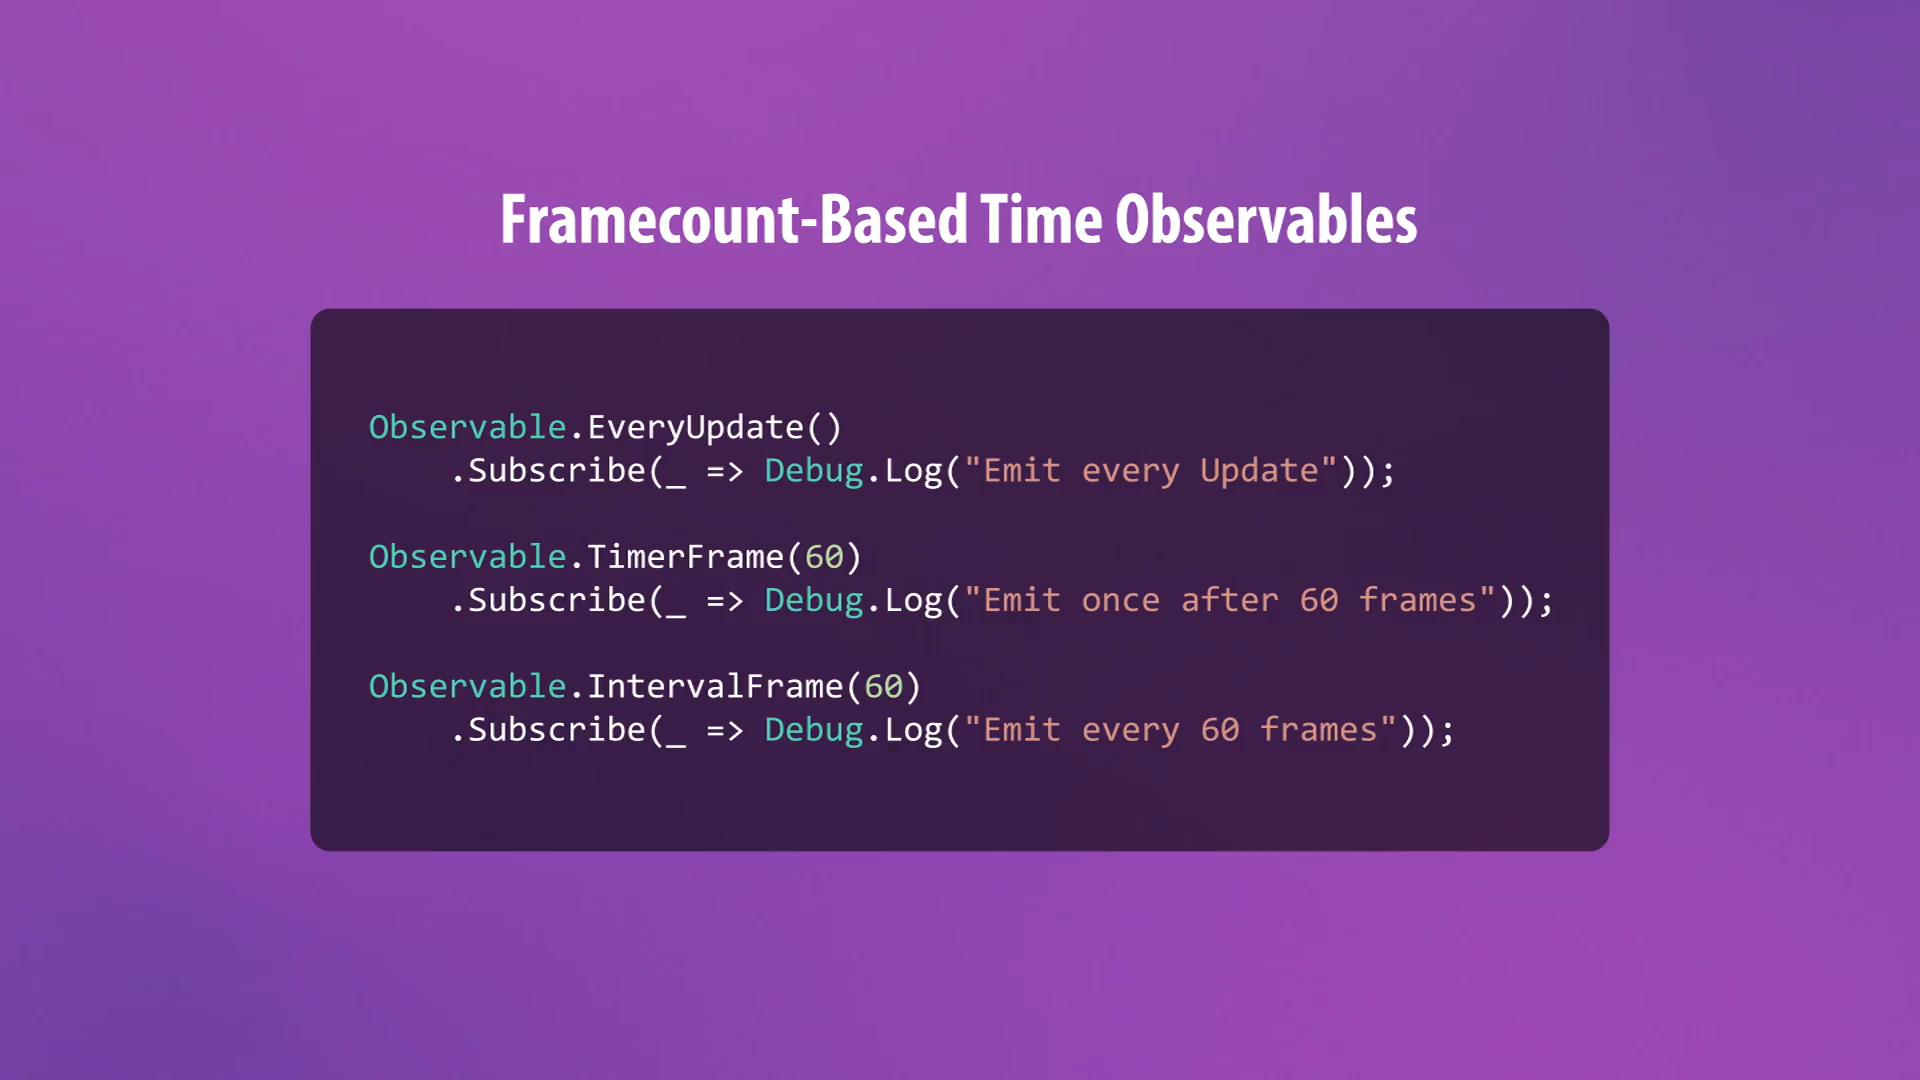 Framecount-Based Time Observables
Observable.EveryUpdate()
    .Subscribe(_ => Debug.Log("Emit every Update"));
Observable.TimerFrame(60)
    .Subscribe(_ => Debug.Log("Emit once after 60 frames"));
Observable.IntervalFrame(60)
    .Subscribe(_ => Debug.Log("Emit every 60 frames"));